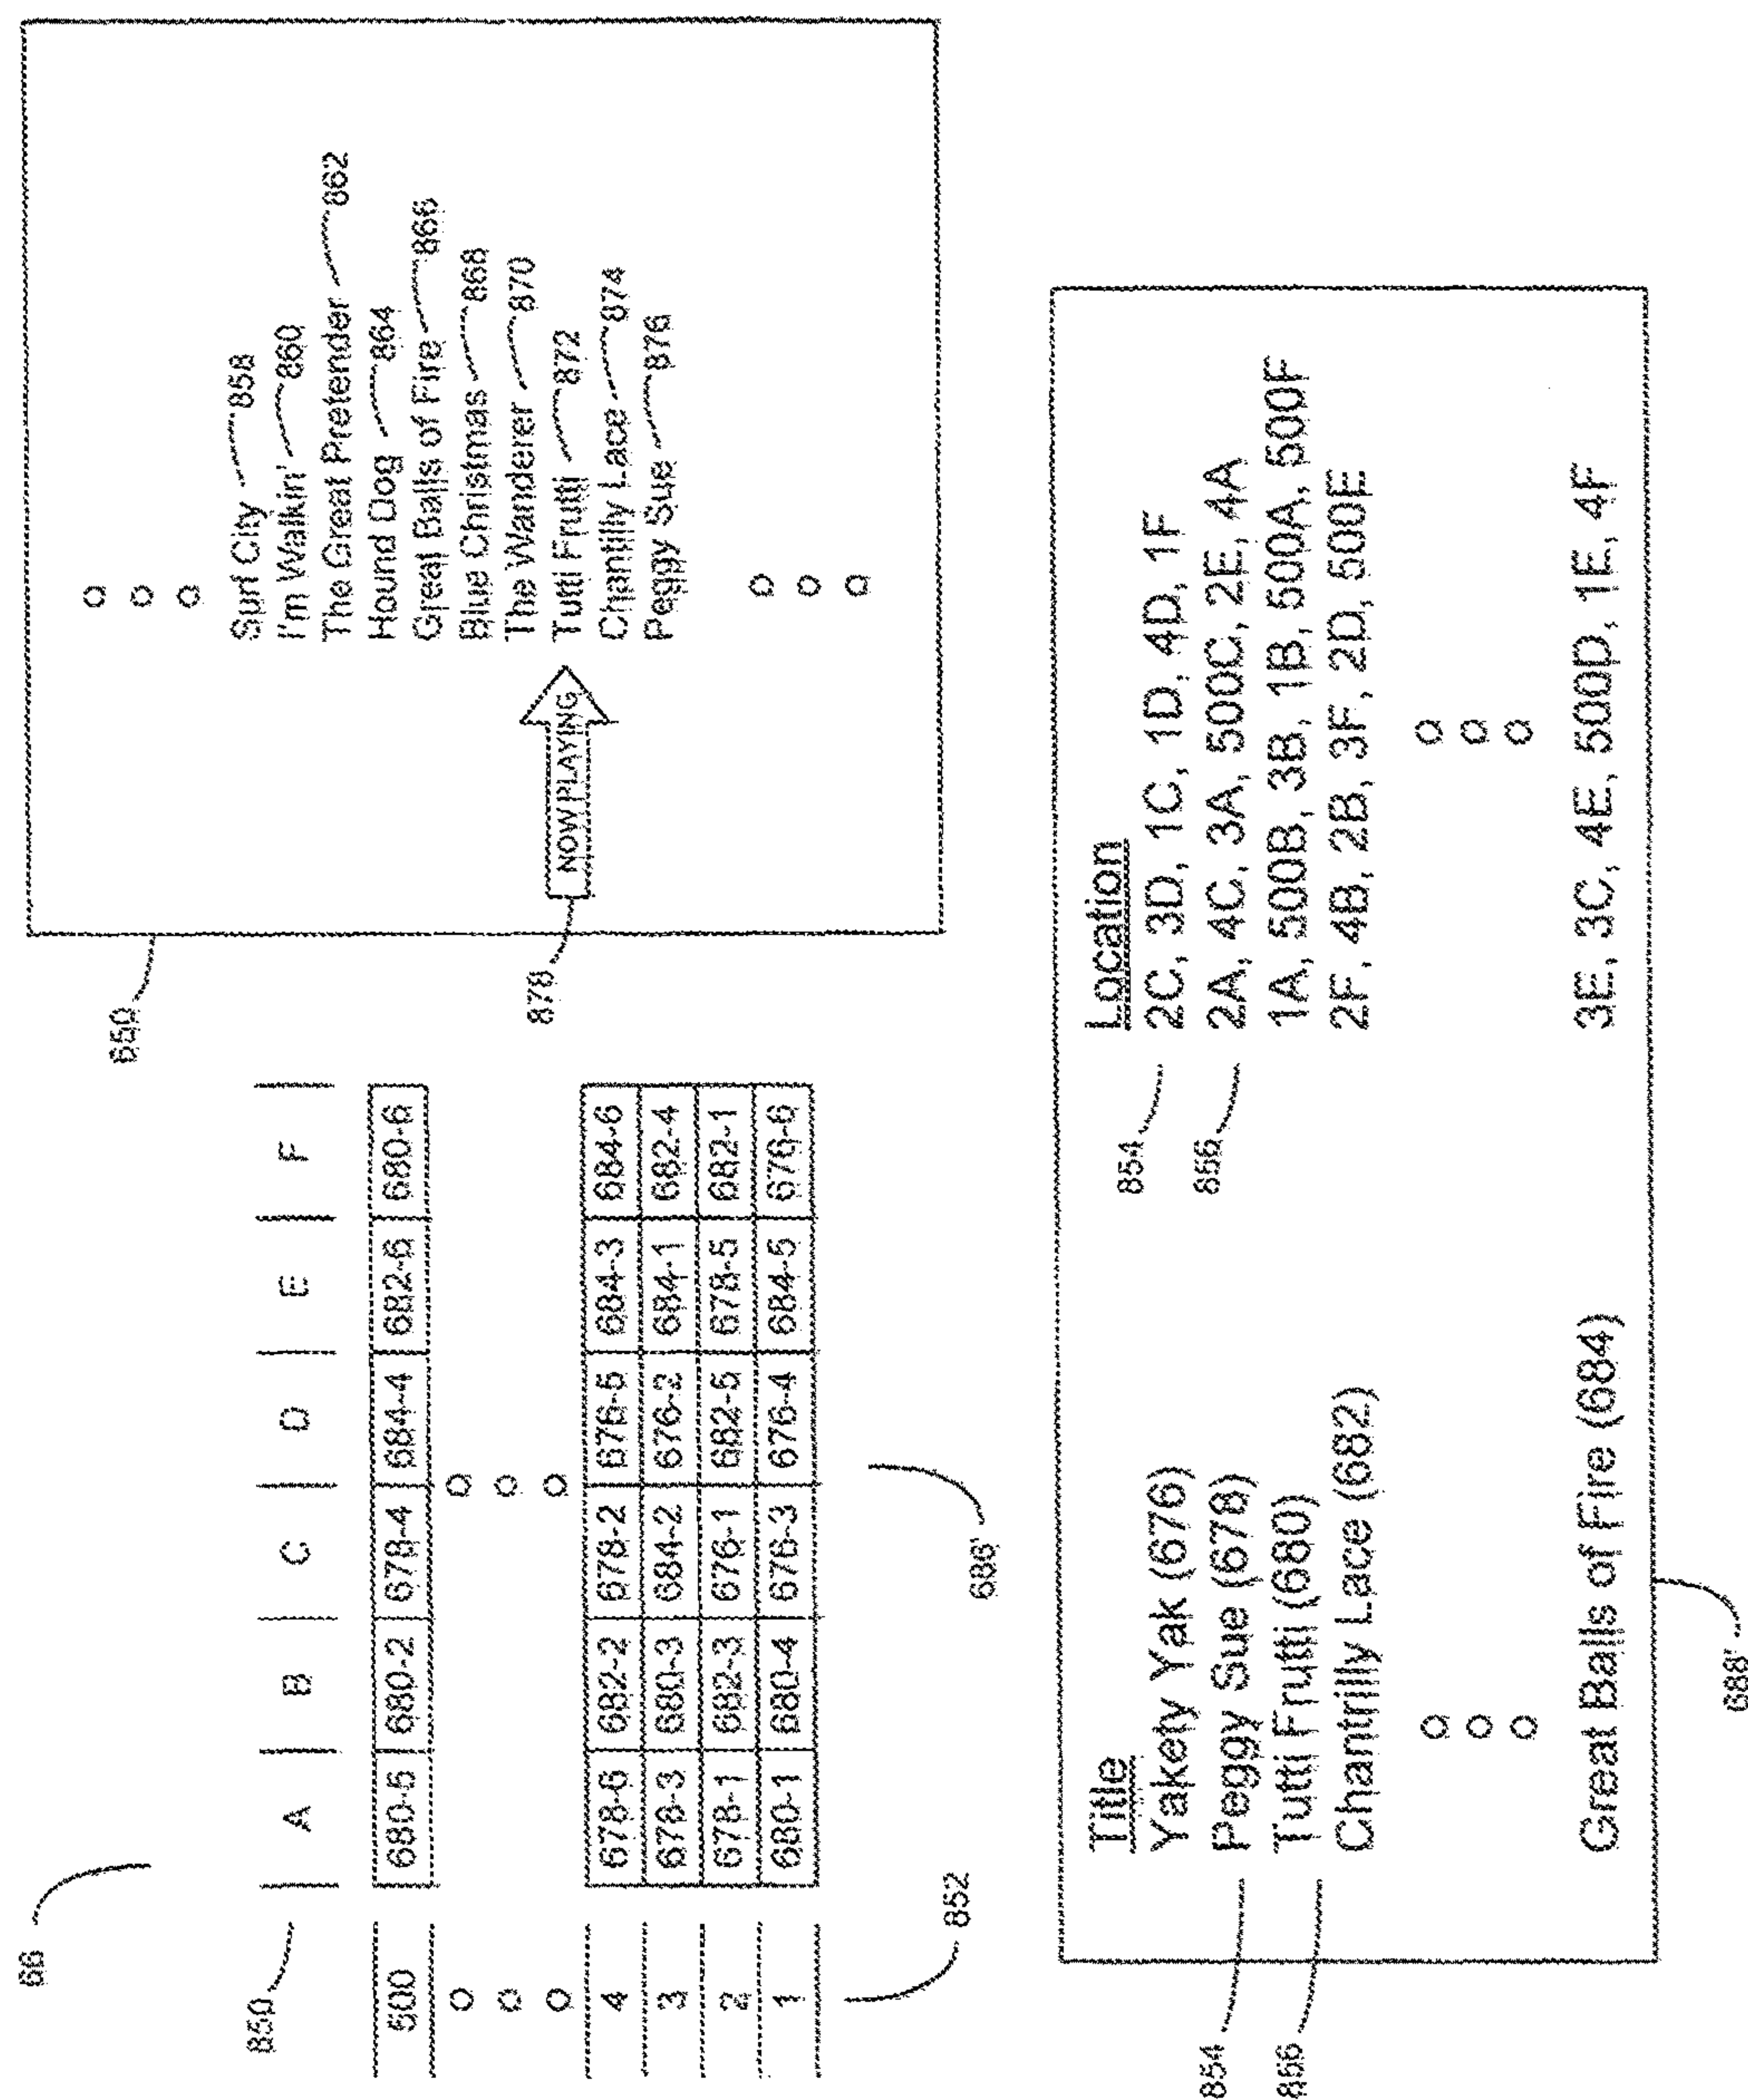 66
850
A B C D E F
500 680-5 680-2 678-4 684-4 682-6 680-6
4 678-6 682-2 678-2 676-5 684-3 684-6
3 678-3 680-3 684-2 676-2 684-1 682-4
2 678-1 682-3 676-1 682-5 678-5 682-1
1 680-1 680-4 676-3 676-4 684-5 676-6
852
686'
650
Surf City 858
I'm Walkin' 860
The Great Pretender 862
Hound Dog 864
Great Balls of Fire 866
Blue Christmas 868
The Wanderer 870
878 NOW PLAYING Tutti Frutti 872
Chantilly Lace 874
Peggy Sue 876
Title Location
Yakety Yak (676) 854 2C, 3D, 1C, 1D, 4D, 1F
854 Peggy Sue (678) 856 2A, 4C, 3A, 500C, 2E, 4A
856 Tutti Frutti (680) 1A, 500B, 3B, 1B, 500A, 500F
Chantrilly Lace (682) 2F, 4B, 2B, 3F, 2D, 500E
Great Balls of Fire (684) 3E, 3C, 4E, 500D, 1E, 4F
688'